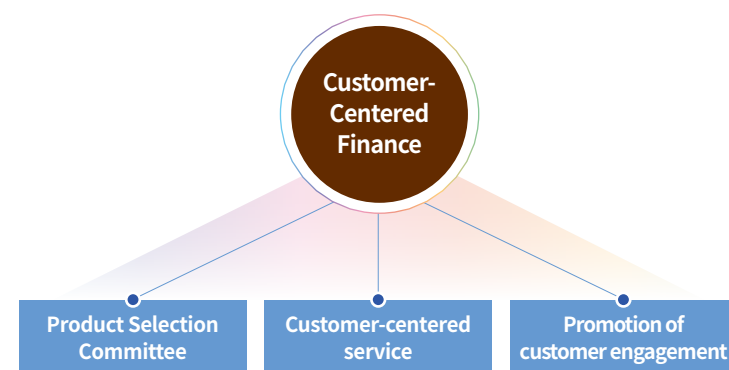 Customer-
Centered
Finance
Product Selection
Committee
Customer-centered
service
Promotion of
customer engagement